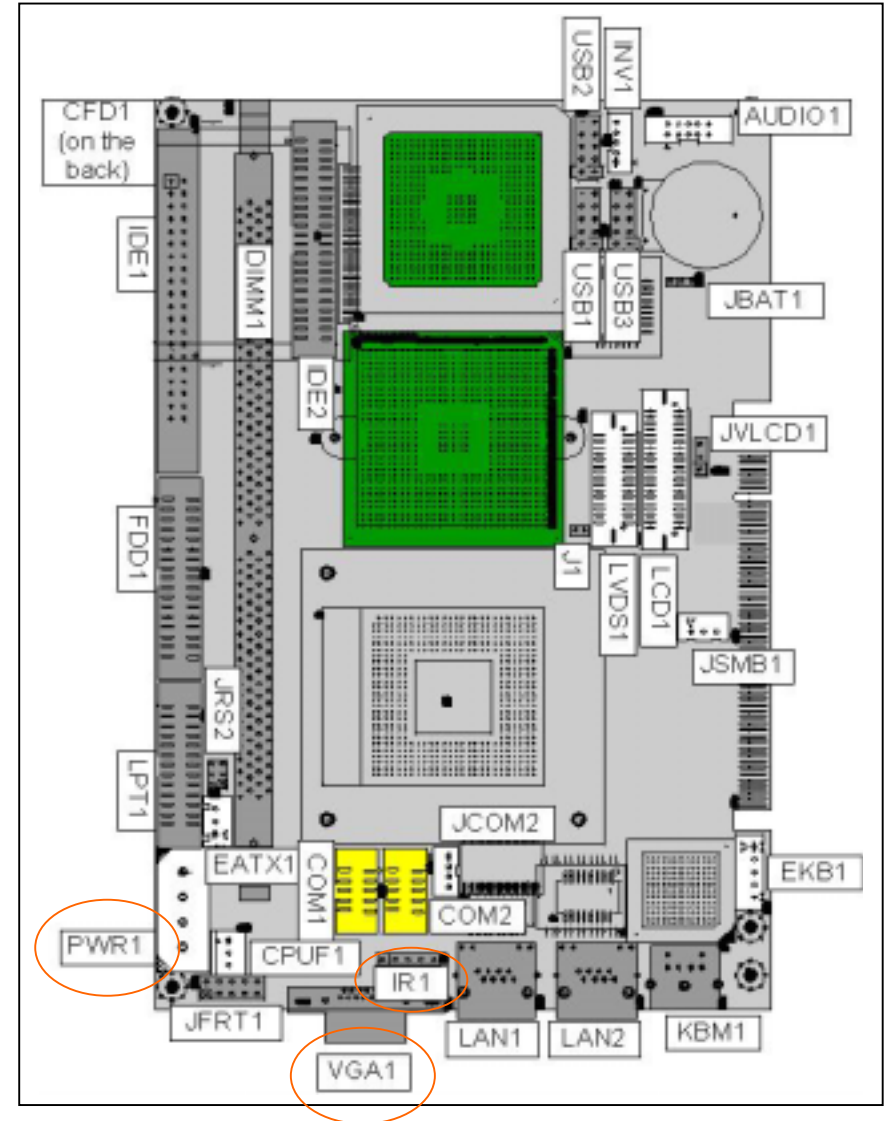 USB2
INV1
CFD1
(on the
back)
AUDIO1
IDE1
DIMM1
USB1
USB3
JBAT1
IDE2
JVLCD1
FDD1
J1
LVDS1
LCD1
JSMB1
JRS2
LPT1
JCOM2
EATX1
COM1
EKB1
COM2
PWR1
CPUF1
IR1
JFRT1
LAN1
LAN2
KBM1
VGA1